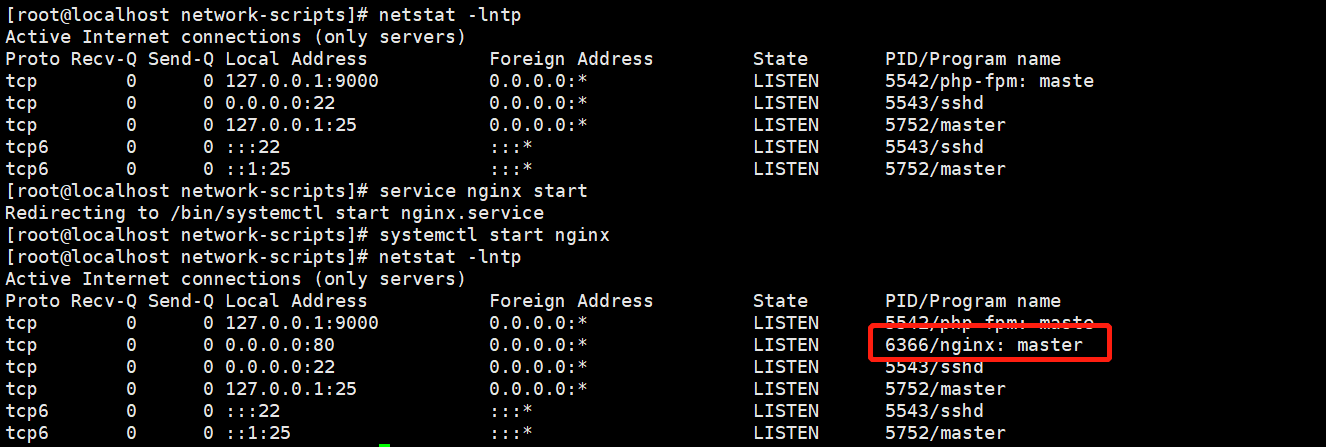 [root@localhost network-scripts]# netstat -lntp
Active Internet connections (only servers)
Proto Recv-Q Send-Q Local Address           Foreign Address         State       PID/Program name
tcp        0      0 127.0.0.1:9000          0.0.0.0:*               LISTEN      5542/php-fpm: maste
tcp        0      0 0.0.0.0:22              0.0.0.0:*               LISTEN      5543/sshd
tcp        0      0 127.0.0.1:25            0.0.0.0:*               LISTEN      5752/master
tcp6       0      0 :::22                   :::*                    LISTEN      5543/sshd
tcp6       0      0 ::1:25                  :::*                    LISTEN      5752/master
[root@localhost network-scripts]# service nginx start
Redirecting to /bin/systemctl start nginx.service
[root@localhost network-scripts]# systemctl start nginx
[root@localhost network-scripts]# netstat -lntp
Active Internet connections (only servers)
Proto Recv-Q Send-Q Local Address           Foreign Address         State       PID/Program name
tcp        0      0 127.0.0.1:9000          0.0.0.0:*               LISTEN      5542/php-fpm: maste
tcp        0      0 0.0.0.0:80              0.0.0.0:*               LISTEN      6366/nginx: master
tcp        0      0 0.0.0.0:22              0.0.0.0:*               LISTEN      5543/sshd
tcp        0      0 127.0.0.1:25            0.0.0.0:*               LISTEN      5752/master
tcp6       0      0 :::22                   :::*                    LISTEN      5543/sshd
tcp6       0      0 ::1:25                  :::*                    LISTEN      5752/master